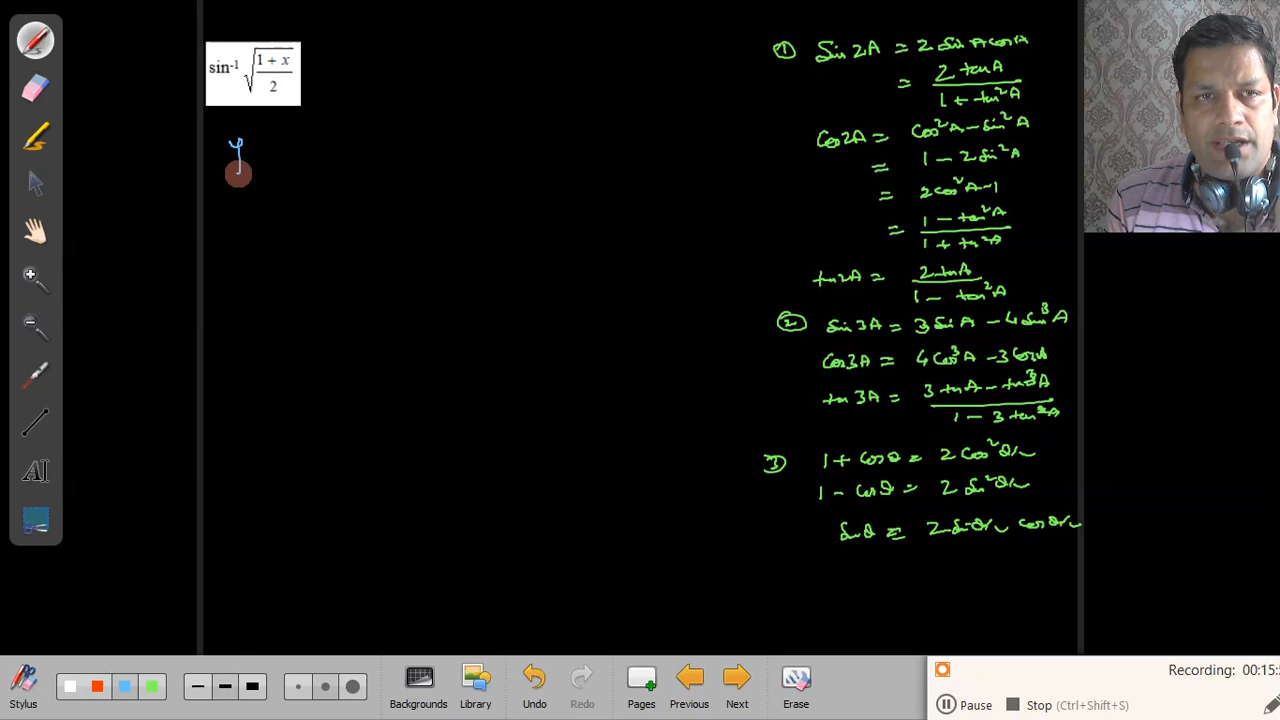 sin⁻¹ √((1 + x)/2)
y
① Sin 2A = 2 Sin A cos A
= 2 tan A / (1 + tan²A)
Cos 2A = Cos²A − Sin²A
= 1 − 2 Sin²A
= 2cos²A − 1
= (1 − tan²A) / (1 + tan²A)
tan 2A = 2 tan A / (1 − tan²A)
② Sin 3A = 3 Sin A − 4 Sin³A
Cos 3A = 4 Cos³A − 3 Cos A
tan 3A = (3 tan A − tan³A) / (1 − 3 tan²A)
③ 1 + cos θ = 2 Cos² θ/2
1 − cos θ = 2 Sin² θ/2
Sin θ = 2 Sin θ/2 cos θ/2
Stylus
Backgrounds
Library
Undo
Redo
Pages
Previous
Next
Erase
Recording: 00:15:
Pause
Stop (Ctrl+Shift+S)